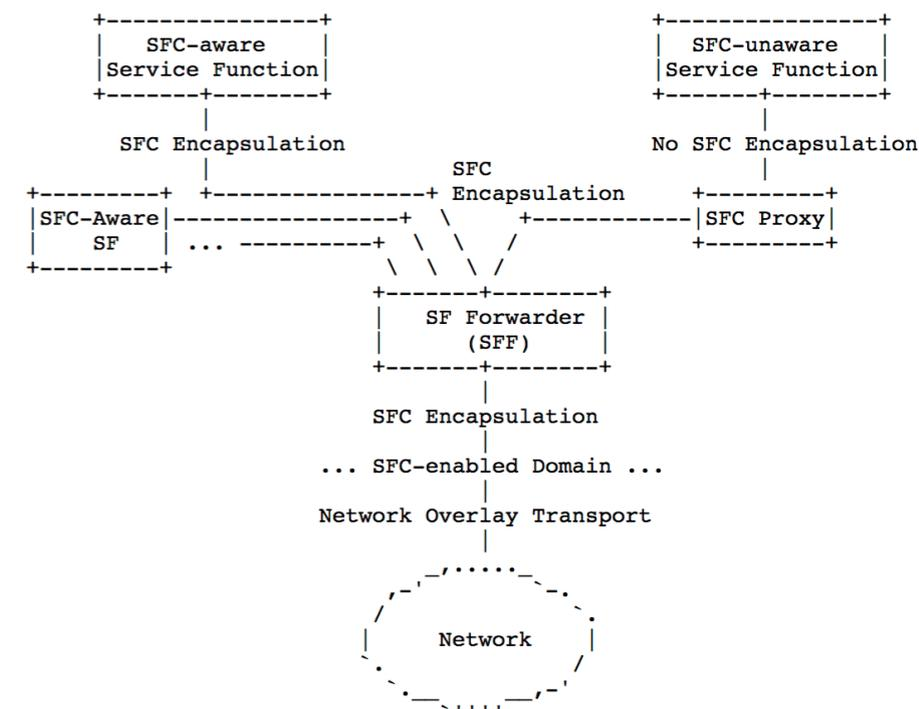 SFC-aware
Service Function
SFC-unaware
Service Function
SFC Encapsulation
No SFC Encapsulation
SFC
Encapsulation
SFC-Aware
SF
...
SFC Proxy
SF Forwarder
(SFF)
SFC Encapsulation
... SFC-enabled Domain ...
Network Overlay Transport
Network